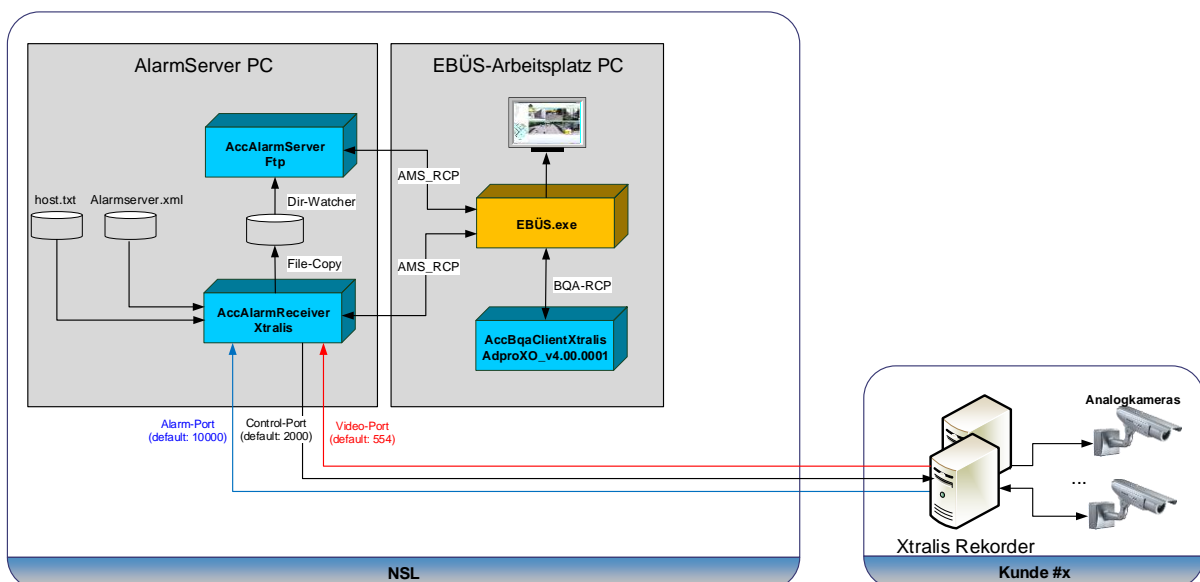 AlarmServer PC
EBÜS-Arbeitsplatz PC
AccAlarmServer
Ftp
AMS_RCP
host.txt
Alarmserver.xml
Dir-Watcher
EBÜS.exe
File-Copy
AMS_RCP
BQA-RCP
AccAlarmReceiver
Xtralis
AccBqaClientXtralis
AdproXO_v4.00.0001
Alarm-Port
(default: 10000)
Control-Port
(default: 2000)
Video-Port
(default: 554)
Analogkameras
...
Xtralis Rekorder
NSL
Kunde #x